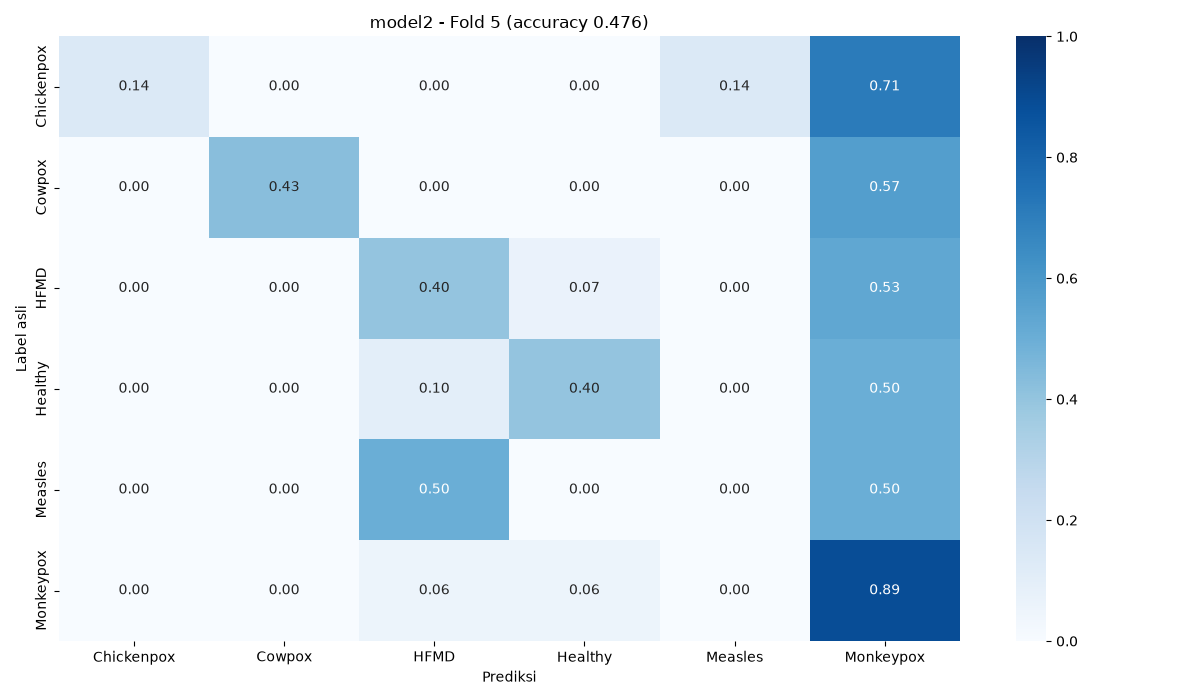 model2 - Fold 5 (accuracy 0.476)
Label asli
Chickenpox 0.14 0.00 0.00 0.00 0.14 0.71
Cowpox 0.00 0.43 0.00 0.00 0.00 0.57
HFMD 0.00 0.00 0.40 0.07 0.00 0.53
Healthy 0.00 0.00 0.10 0.40 0.00 0.50
Measles 0.00 0.00 0.50 0.00 0.00 0.50
Monkeypox 0.00 0.00 0.06 0.06 0.00 0.89
Chickenpox Cowpox HFMD Healthy Measles Monkeypox
Prediksi
1.0
0.8
0.6
0.4
0.2
0.0